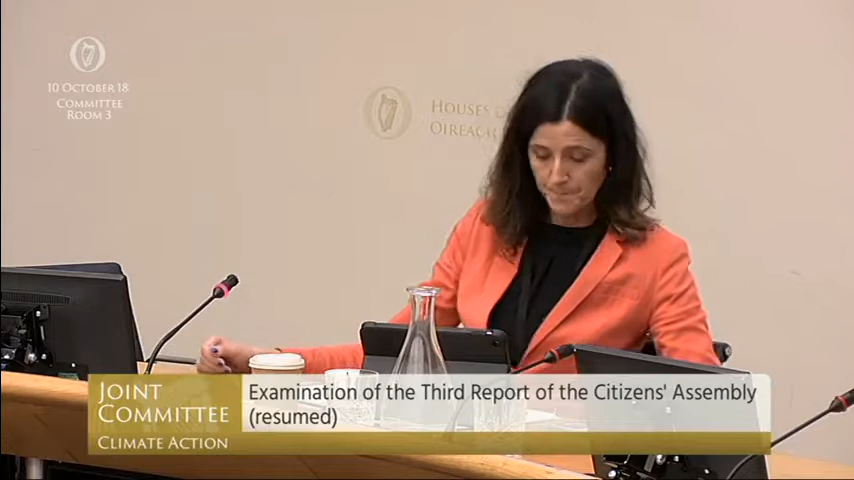 10 OCTOBER 18
COMMITTEE
ROOM 3
HOUSES
OIREACH
JOINT
COMMITTEE
CLIMATE ACTION
Examination of the Third Report of the Citizens' Assembly
(resumed)